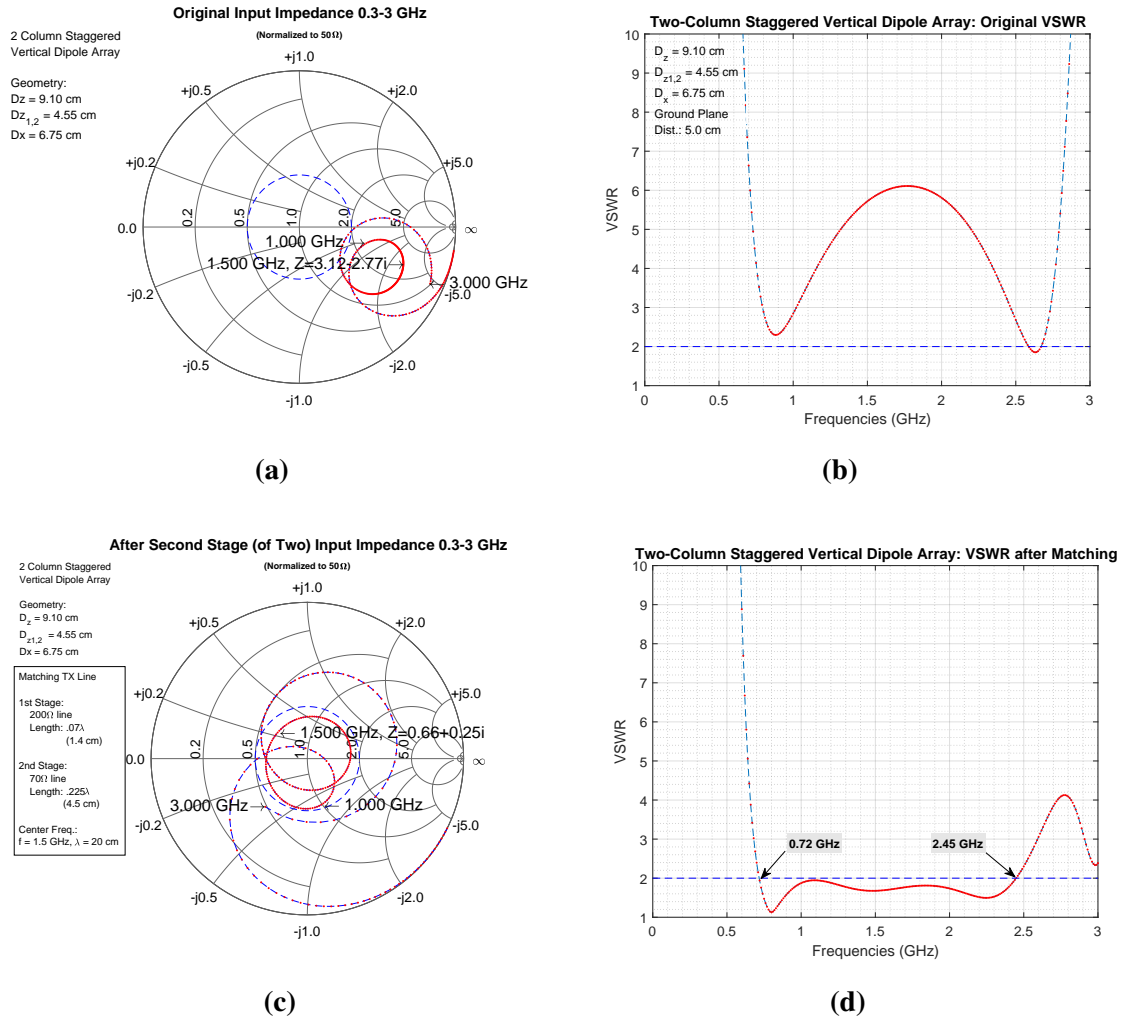 Original Input Impedance 0.3-3 GHz
(Normalized to 50Ω)
2 Column Staggered
Vertical Dipole Array
Geometry:
Dz = 9.10 cm
Dz1,2 = 4.55 cm
Dx = 6.75 cm
+j1.0
+j0.5
+j2.0
+j0.2
+j5.0
0.0
0.2
0.5
1.0
2.0
5.0
∞
1.000 GHz
1.500 GHz, Z=3.12-2.77i
3.000 GHz
-j0.2
-j5.0
-j0.5
-j2.0
-j1.0
(a)
Two-Column Staggered Vertical Dipole Array: Original VSWR
Dz = 9.10 cm
Dz1,2 = 4.55 cm
Dx = 6.75 cm
Ground Plane
Dist.: 5.0 cm
VSWR
10
9
8
7
6
5
4
3
2
1
0
0.5
1
1.5
2
2.5
3
Frequencies (GHz)
(b)
After Second Stage (of Two) Input Impedance 0.3-3 GHz
(Normalized to 50Ω)
2 Column Staggered
Vertical Dipole Array
Geometry:
Dz = 9.10 cm
Dz1,2 = 4.55 cm
Dx = 6.75 cm
Matching TX Line
1st Stage:
200Ω line
Length: .07λ
(1.4 cm)
2nd Stage:
70Ω line
Length: .225λ
(4.5 cm)
Center Freq.:
f = 1.5 GHz, λ = 20 cm
+j1.0
+j0.5
+j2.0
+j0.2
+j5.0
0.0
0.2
0.5
1.0
2.0
5.0
∞
1.500 GHz, Z=0.66+0.25i
3.000 GHz
1.000 GHz
-j0.2
-j5.0
-j0.5
-j2.0
-j1.0
(c)
Two-Column Staggered Vertical Dipole Array: VSWR after Matching
VSWR
10
9
8
7
6
5
4
3
2
1
0.72 GHz
2.45 GHz
0
0.5
1
1.5
2
2.5
3
Frequencies (GHz)
(d)